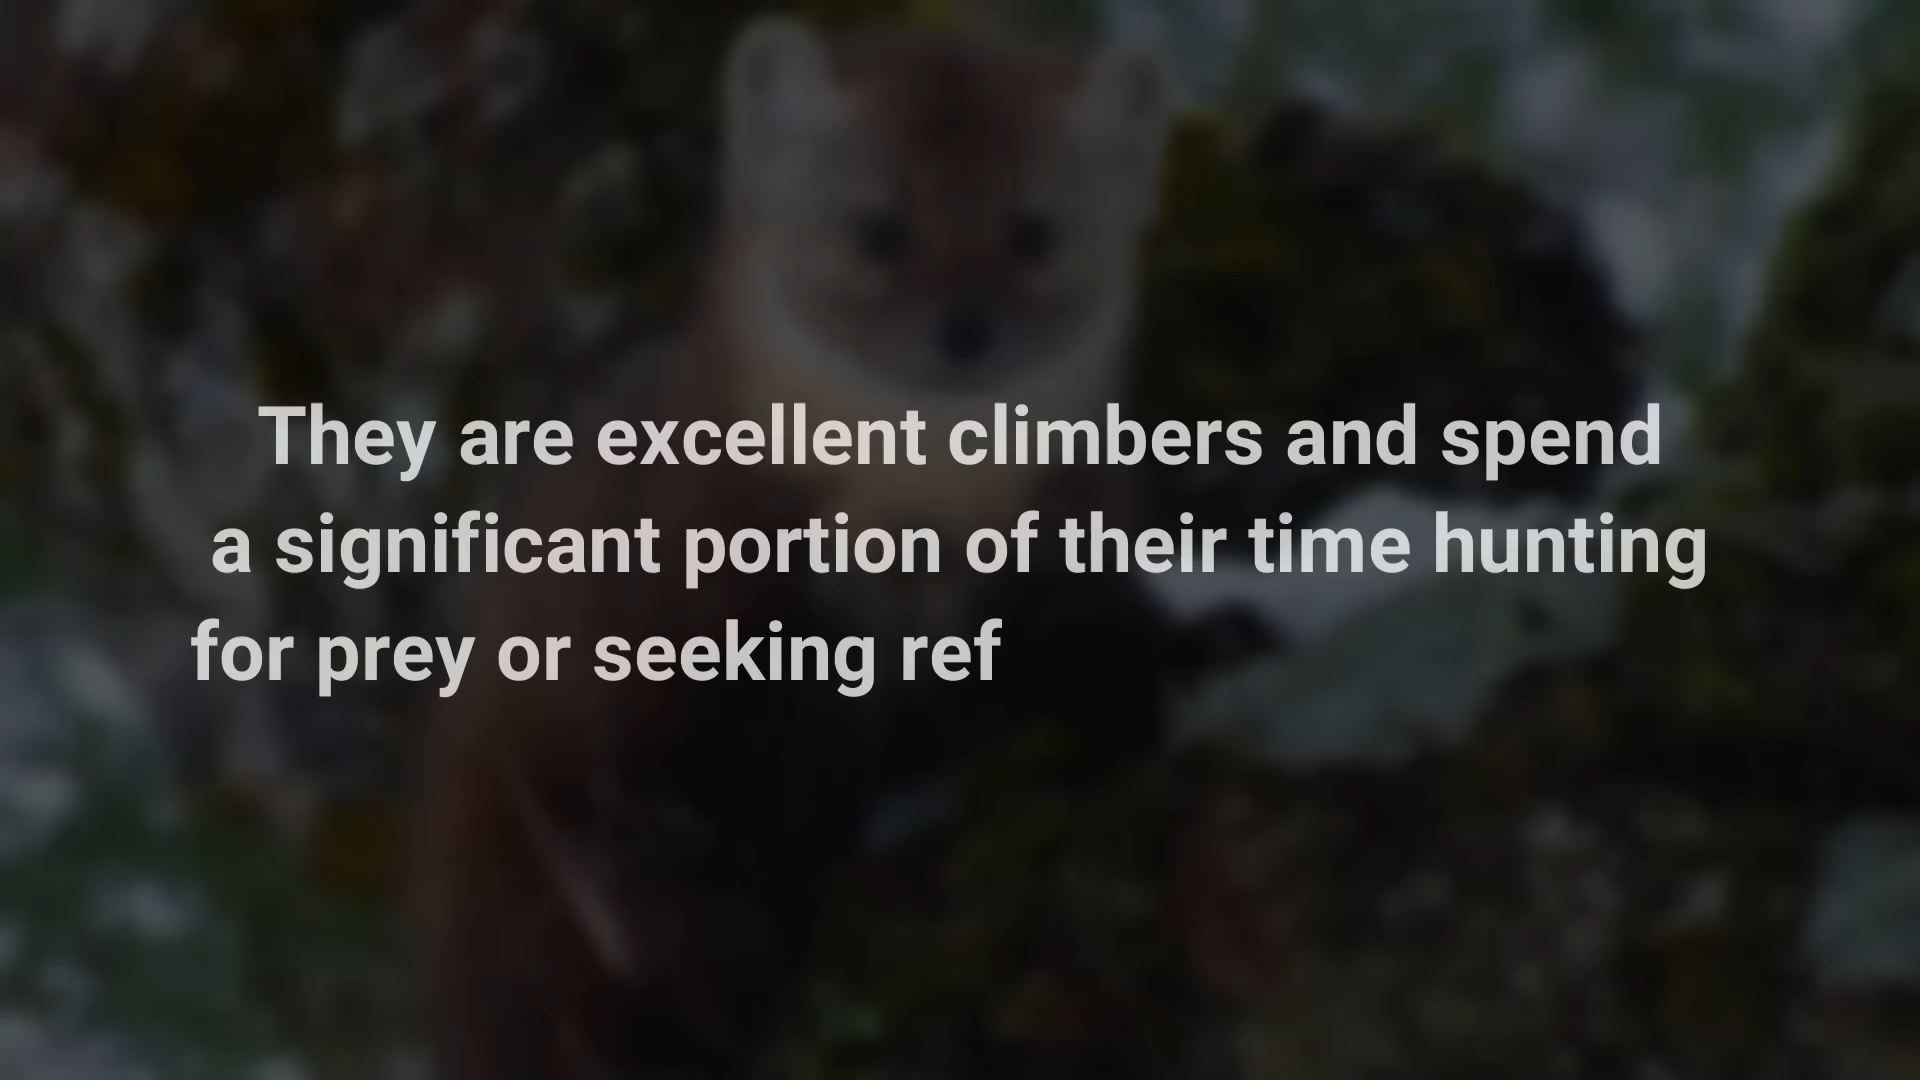 They are excellent climbers and spend
a significant portion of their time hunting
for prey or seeking ref